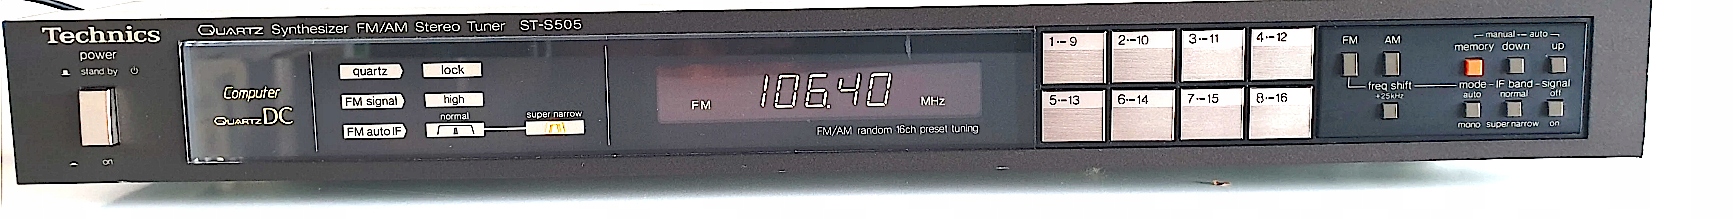 Technics
power
stand by
on
QUARTZ Synthesizer FM/AM Stereo Tuner ST-S505
Computer
QUARTZ DC
quartz lock
FM signal high
normal super narrow
FM auto IF
FM 106.40 MHz
FM/AM random 16ch preset tuning
1--9 2--10 3--11 4--12
5--13 6--14 7--15 8--16
FM AM
freq shift
+25kHz
manual -- auto
memory down up
mode - IF band - signal
auto normal off
mono super narrow on